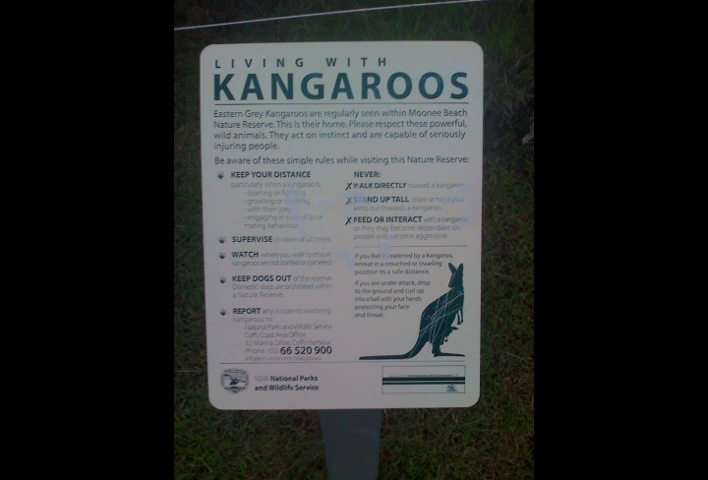 LIVING WITH
KANGAROOS
Eastern Grey Kangaroos are regularly seen within Moonee Beach
Nature Reserve. This is their home. Please respect these powerful,
wild animals. They act on instinct and are capable of seriously
injuring people.
Be aware of these simple rules while visiting this Nature Reserve:
KEEP YOUR DISTANCE
particularly when a kangaroo is:
- sparring or fighting
- growling or clucking
- with their joey
- engaging in courtship or
mating behaviour
SUPERVISE children at all times
WATCH where you walk to ensure
kangaroos are not startled or cornered
KEEP DOGS OUT of the reserve.
Domestic dogs are prohibited within
a Nature Reserve.
REPORT any incidents involving
kangaroos to:
National Parks and Wildlife Service
Coffs Coast Area Office
32 Marina Drive, Coffs Harbour
Phone: (02) 66 520 900
NEVER:
X WALK DIRECTLY toward a kangaroo
X STAND UP TALL, stare or hold your
arms out towards a kangaroo
X FEED OR INTERACT with a kangaroo
or they may become dependant on
people and become aggressive.
If you feel threatened by a kangaroo,
retreat in a crouched or crawling
position to a safe distance.
If you are under attack, drop
to the ground and curl up
into a ball with your hands
protecting your face
and throat.
NSW National Parks
and Wildlife Service